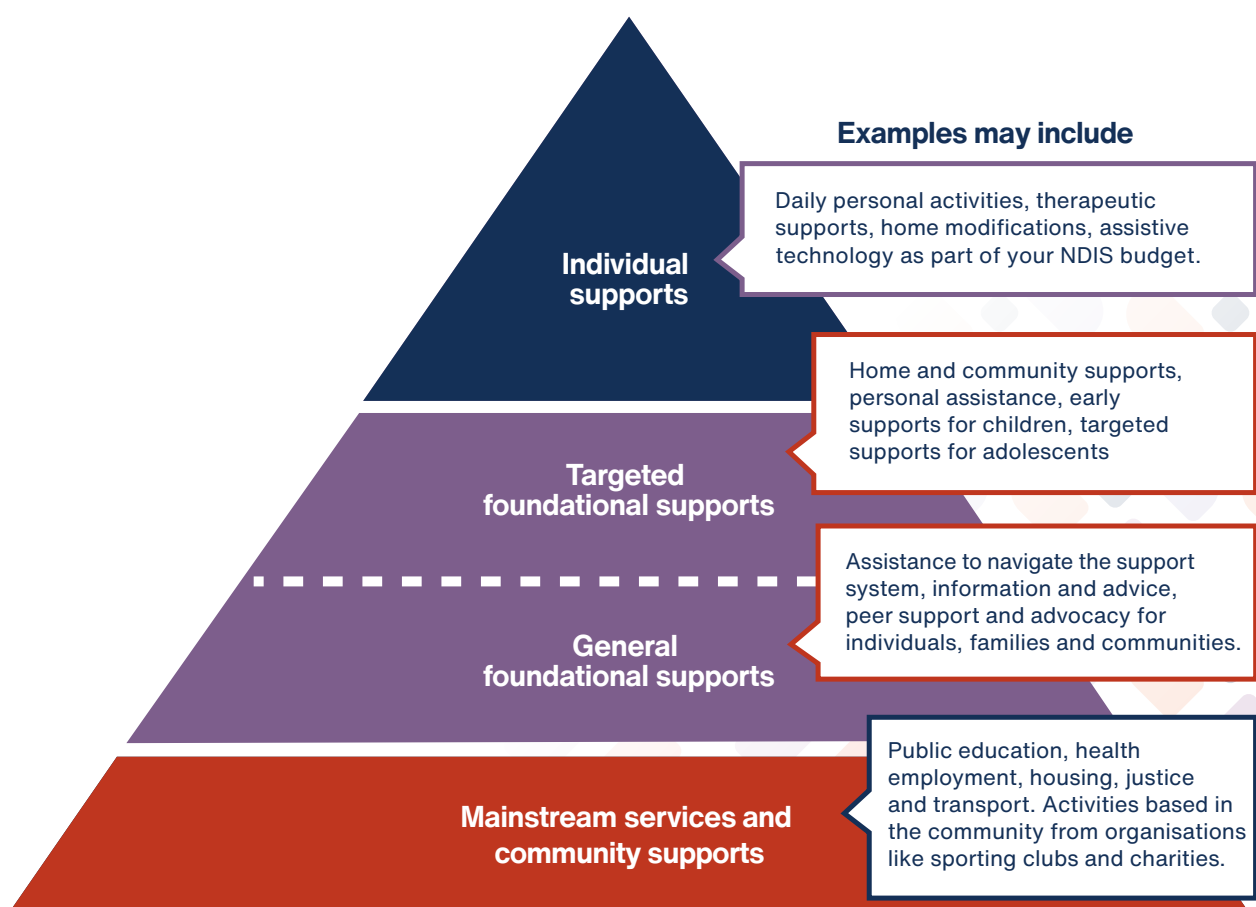 Examples may include
Daily personal activities, therapeutic
supports, home modifications, assistive
technology as part of your NDIS budget.
Individual
supports
Home and community supports,
personal assistance, early
supports for children, targeted
supports for adolescents
Targeted
foundational supports
Assistance to navigate the support
system, information and advice,
peer support and advocacy for
individuals, families and communities.
General
foundational supports
Public education, health
employment, housing, justice
and transport. Activities based in
the community from organisations
like sporting clubs and charities.
Mainstream services and
community supports